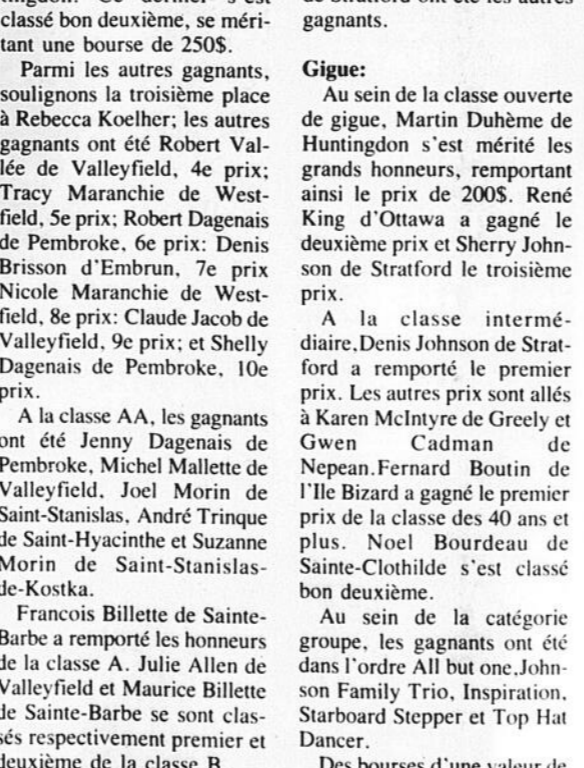 tingdon. Ce dernier s'est
classé bon deuxième, se méri-
tant une bourse de 250$.
Parmi les autres gagnants,
soulignons la troisième place
à Rebecca Koelher; les autres
gagnants ont été Robert Val-
lée de Valleyfield, 4e prix;
Tracy Maranchie de West-
field, 5e prix; Robert Dagenais
de Pembroke, 6e prix: Denis
Brisson d'Embrun, 7e prix
Nicole Maranchie de West-
field, 8e prix: Claude Jacob de
Valleyfield, 9e prix; et Shelly
Dagenais de Pembroke, 10e
prix.
A la classe AA, les gagnants
ont été Jenny Dagenais de
Pembroke, Michel Mallette de
Valleyfield, Joel Morin de
Saint-Stanislas, André Trinque
de Saint-Hyacinthe et Suzanne
Morin de Saint-Stanislas-
de-Kostka.
Francois Billette de Sainte-
Barbe a remporté les honneurs
de la classe A. Julie Allen de
Valleyfield et Maurice Billette
de Sainte-Barbe se sont clas-
sés respectivement premier et
deuxième de la classe B.
de Stratford ont été les autres
gagnants.
Gigue:
Au sein de la classe ouverte
de gigue, Martin Duhème de
Huntingdon s'est mérité les
grands honneurs, remportant
ainsi le prix de 200$. René
King d'Ottawa a gagné le
deuxième prix et Sherry John-
son de Stratford le troisième
prix.
A la classe intermé-
diaire,Denis Johnson de Strat-
ford a remporté le premier
prix. Les autres prix sont allés
à Karen McIntyre de Greely et
Gwen Cadman de
Nepean.Fernard Boutin de
l'Ile Bizard a gagné le premier
prix de la classe des 40 ans et
plus. Noel Bourdeau de
Sainte-Clothilde s'est classé
bon deuxième.
Au sein de la catégorie
groupe, les gagnants ont été
dans l'ordre All but one,John-
son Family Trio, Inspiration,
Starboard Stepper et Top Hat
Dancer.
Des bourses d'une valeur de